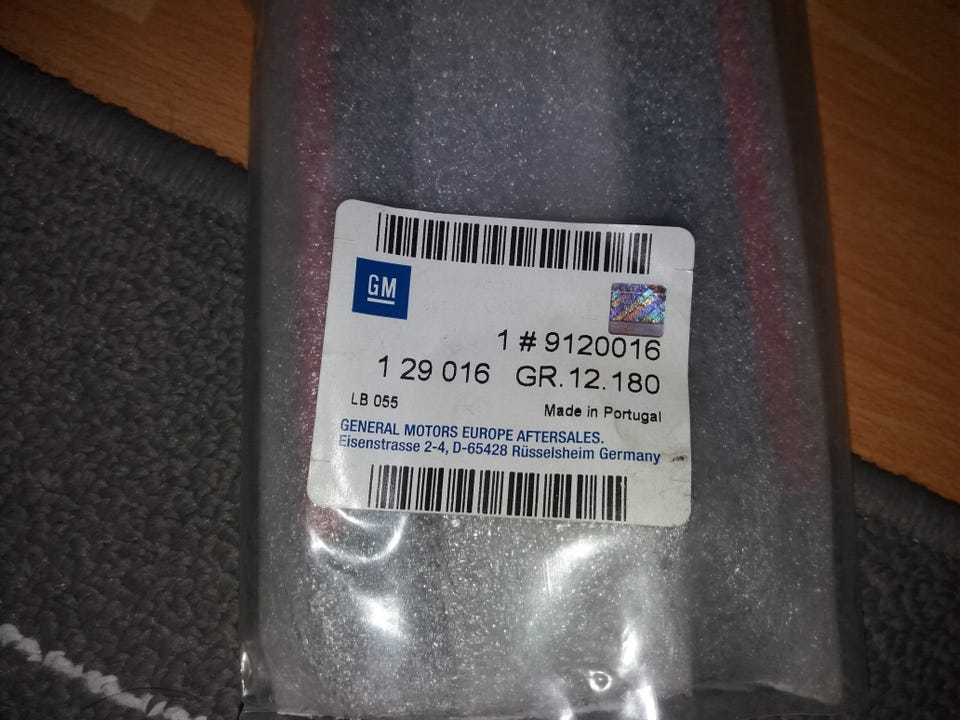 GM
1 # 9120016
1 29 016 GR.12.180
LB 055
Made in Portugal
GENERAL MOTORS EUROPE AFTERSALES.
Eisenstrasse 2-4, D-65428 Rüsselsheim Germany